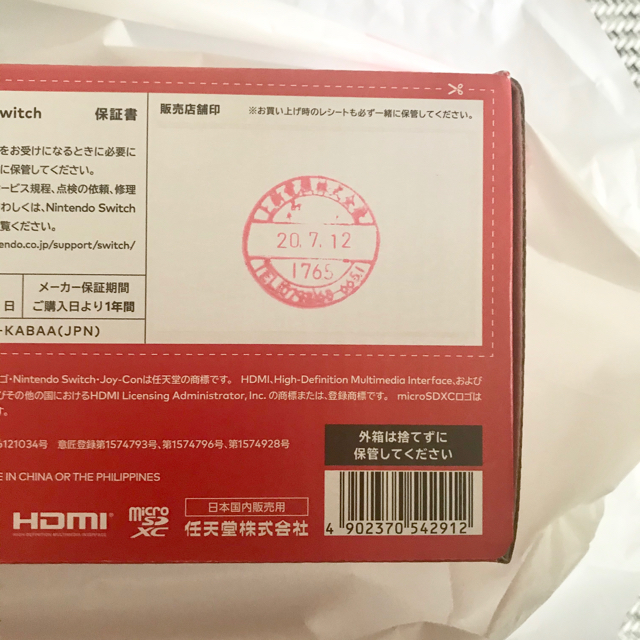 witch 保証書
をお受けになるときに必要に
に保管してください。
ービス規程、点検の依頼、修理
わしくは、Nintendo Switch
覧ください。
endo.co.jp/support/switch/
メーカー保証期間
日 ご購入日より1年間
-KABAA(JPN)
販売店舗印 ※お買い上げ時のレシートも必ず一緒に保管してください。
上新電機株式会社
20.7.12
1765
ゴ・Nintendo Switch・Joy-Conは任天堂の商標です。 HDMI、High-Definition Multimedia Interface、および
びその他の国におけるHDMI Licensing Administrator, Inc. の商標または、登録商標です。 microSDXCロゴは
す。
6121034号 意匠登録第1574793号、第1574796号、第1574928号
E IN CHINA OR THE PHILIPPINES
外箱は捨てずに
保管してください
HDMI
micro SD XC
日本国内販売用
任天堂株式会社
4 902370 542912